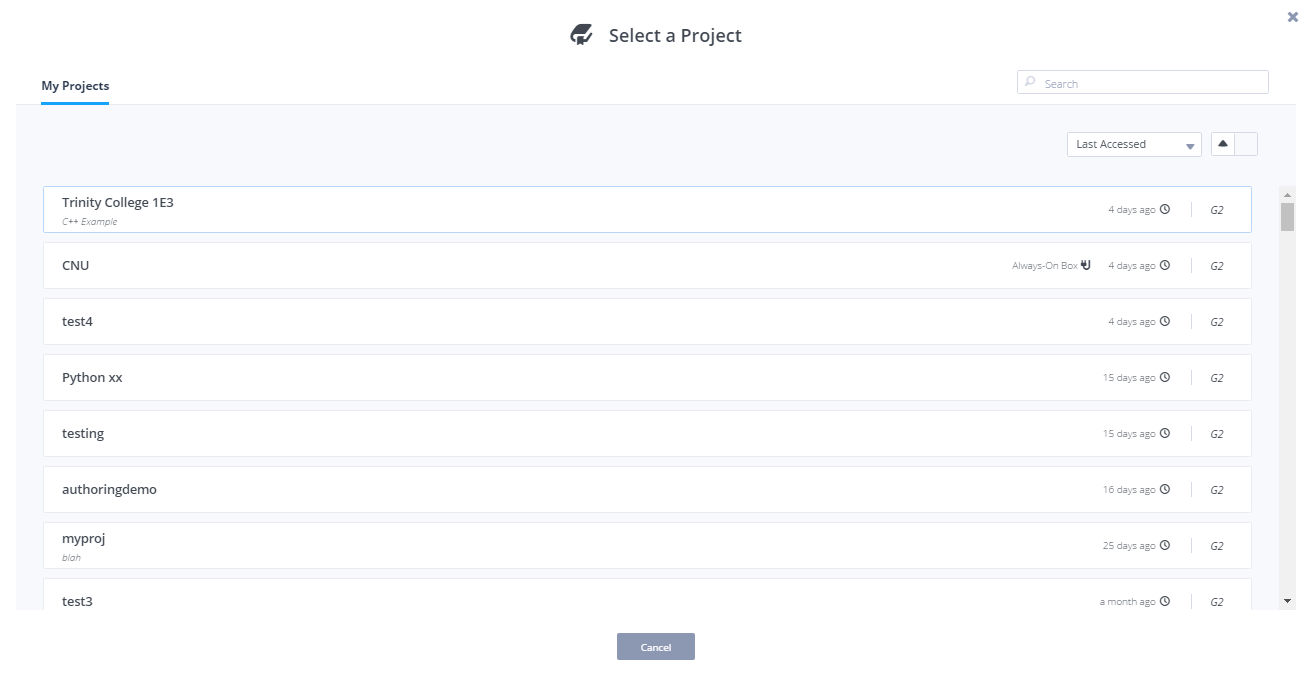 Select a Project
My Projects
Search
Last Accessed
Trinity College 1E3
C++ Example
4 days ago
G2
CNU
Always-On Box
4 days ago
G2
test4
4 days ago
G2
Python xx
15 days ago
G2
testing
15 days ago
G2
authoringdemo
16 days ago
G2
myproj
blah
25 days ago
G2
test3
a month ago
G2
Cancel